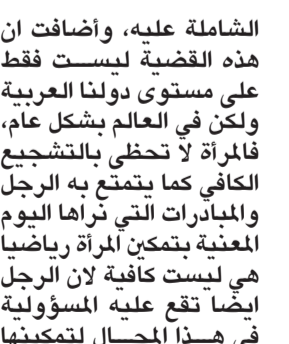 الشاملة عليه، وأضافت ان
هذه القضية ليست فقط
على مستوى دولنا العربية
ولكن في العالم بشكل عام،
فالمرأة لا تحظى بالتشجيع
الكافي كما يتمتع به الرجل
والمبادرات التي نراها اليوم
المعنية بتمكين المرأة رياضيا
هي ليست كافية لان الرجل
ايضا تقع عليه المسؤولية
في هذا المجال لتمكينها